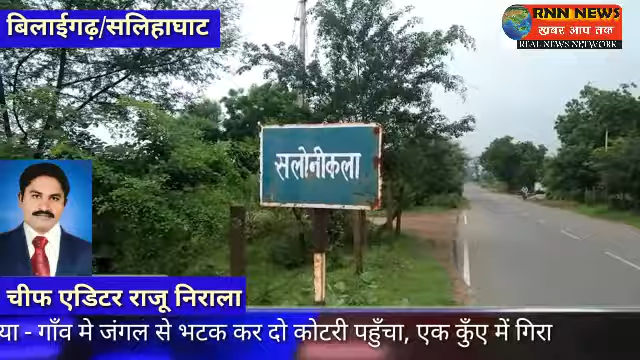 बिलाईगढ़/सलिहाघाट
RNN NEWS
ख़बर आप तक
REAL NEWS NETWORK
सलोनीकला
चीफ एडिटर राजू निराला
या - गाँव मे जंगल से भटक कर दो कोटरी पहुँचा, एक कुँए में गिरा